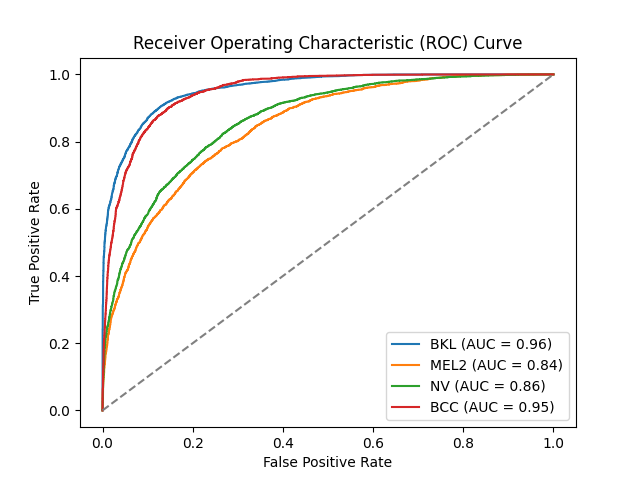 Receiver Operating Characteristic (ROC) Curve
1.0
0.8
0.6
0.4
0.2
0.0
True Positive Rate
BKL (AUC = 0.96)
MEL2 (AUC = 0.84)
NV (AUC = 0.86)
BCC (AUC = 0.95)
0.0 0.2 0.4 0.6 0.8 1.0
False Positive Rate